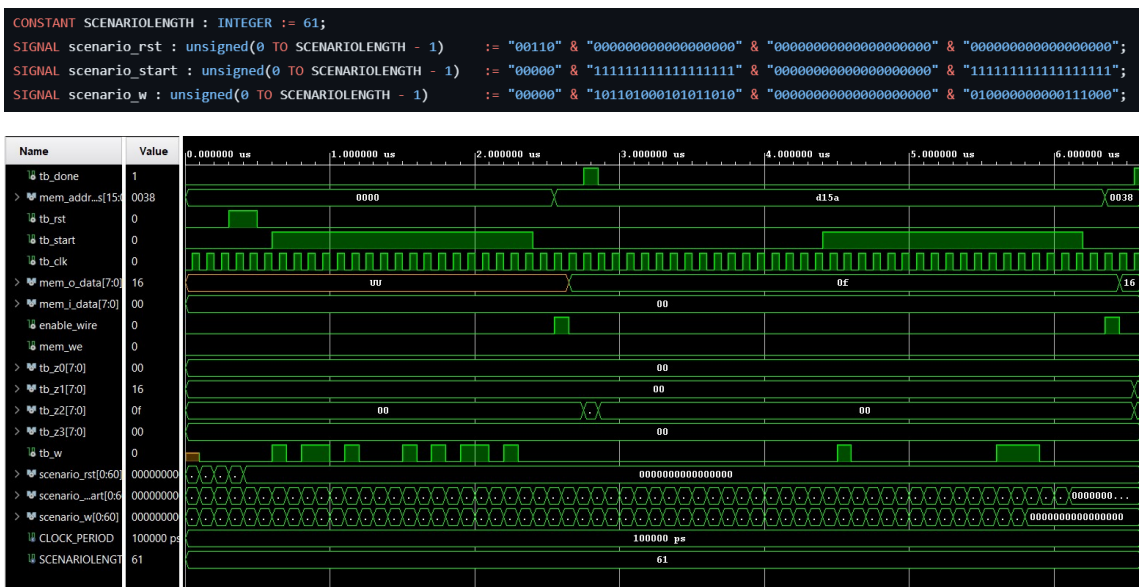 CONSTANT SCENARIOLENGTH : INTEGER := 61;
SIGNAL scenario_rst : unsigned(0 TO SCENARIOLENGTH - 1) := "00110" & "000000000000000000" & "00000000000000000000" & "000000000000000000";
SIGNAL scenario_start : unsigned(0 TO SCENARIOLENGTH - 1) := "00000" & "111111111111111111" & "00000000000000000000" & "111111111111111111";
SIGNAL scenario_w : unsigned(0 TO SCENARIOLENGTH - 1) := "00000" & "101101000101011010" & "00000000000000000000" & "010000000000111000";
Name Value 0.000000 us 1.000000 us 2.000000 us 3.000000 us 4.000000 us 5.000000 us 6.000000 us
tb_done 1
mem_addr...s[15:0 0038 0000 d15a 0038
tb_rst 0
tb_start 0
tb_clk 0
mem_o_data[7:0] 16 UU 0f 16
mem_i_data[7:0] 00 00
enable_wire 0
mem_we 0
tb_z0[7:0] 00 00
tb_z1[7:0] 16 00
tb_z2[7:0] 0f 00 . 00
tb_z3[7:0] 00 00
tb_w 0
scenario_rst[0:60] 00000000 0000000000000000
scenario_...art[0:6 00000000 0000000...
scenario_w[0:60] 00000000 0000000000000000
CLOCK_PERIOD 100000 ps 100000 ps
SCENARIOLENGT 61 61